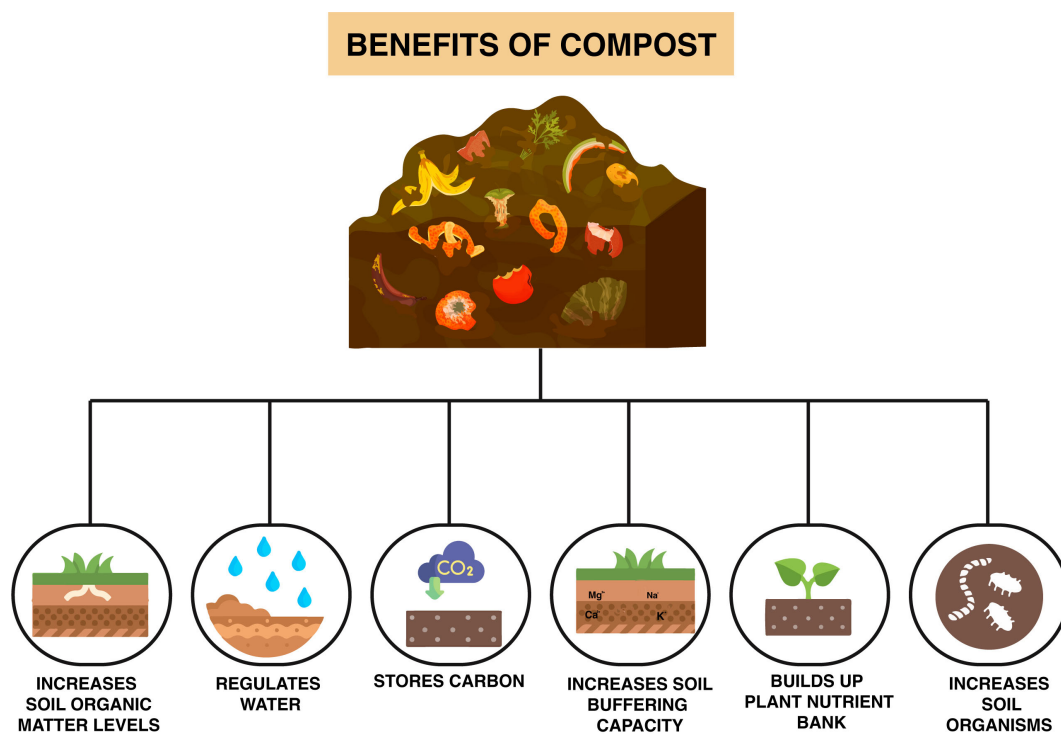 BENEFITS OF COMPOST
CO₂
Mg⁺
Na⁺
Ca⁺
K⁺
INCREASES
SOIL ORGANIC
MATTER LEVELS
REGULATES
WATER
STORES CARBON
INCREASES SOIL
BUFFERING
CAPACITY
BUILDS UP
PLANT NUTRIENT
BANK
INCREASES
SOIL
ORGANISMS